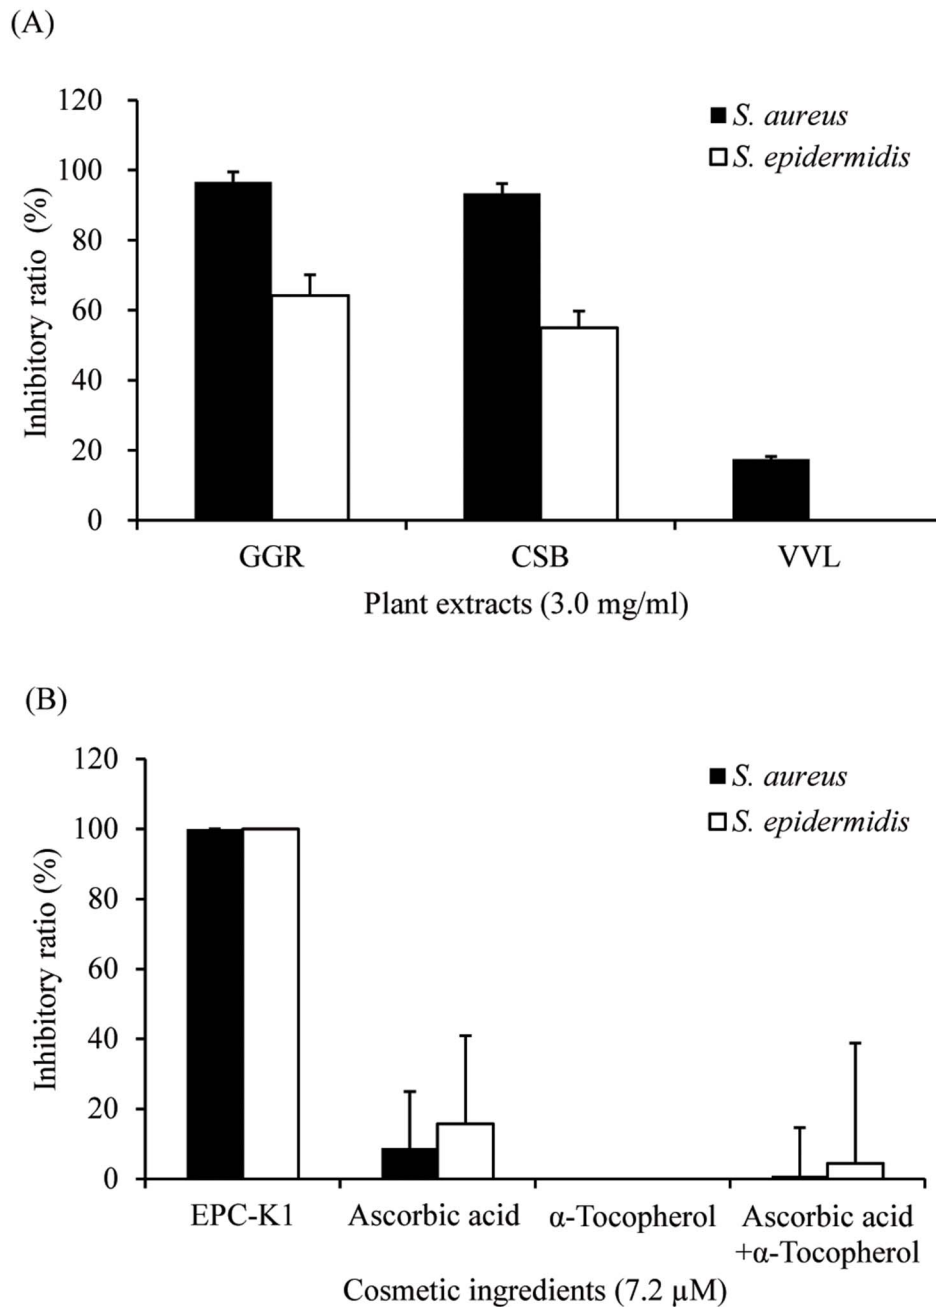 (A)
120
100
80
60
40
20
0
Inhibitory ratio (%)
S. aureus
S. epidermidis
GGR CSB VVL
Plant extracts (3.0 mg/ml)
(B)
120
100
80
60
40
20
0
Inhibitory ratio (%)
S. aureus
S. epidermidis
EPC-K1 Ascorbic acid α-Tocopherol Ascorbic acid
+α-Tocopherol
Cosmetic ingredients (7.2 μM)